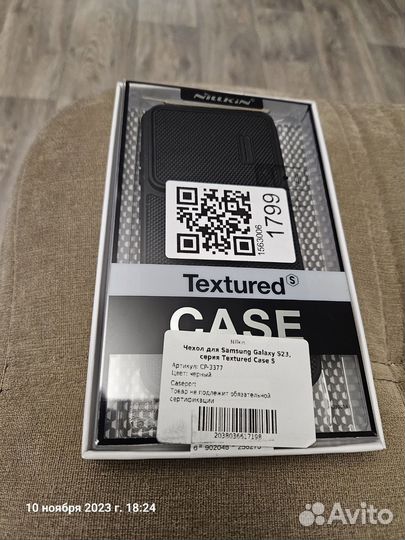 NILLKIN
1563006
1799
Textured S
CASE
Nillkin
Чехол для Samsung Galaxy S23,
серия Textured Case S
Артикул: CP-3377
Цвет: черный
Caseport
Товар не подлежит обязательной
сертификации
2038036617198
10 ноября 2023 г. 18:24
Avito